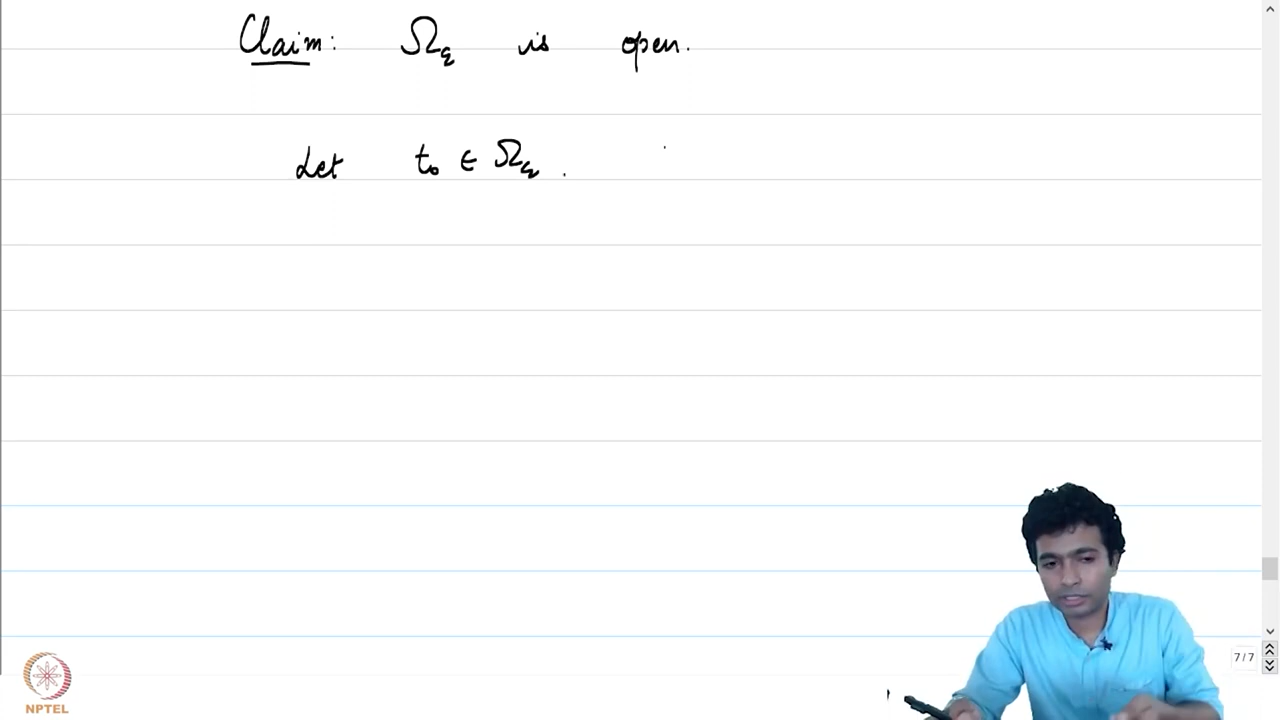 Claim: Ω_ε is open.
Let t₀ ∈ Ω_ε .
7 / 7
NPTEL